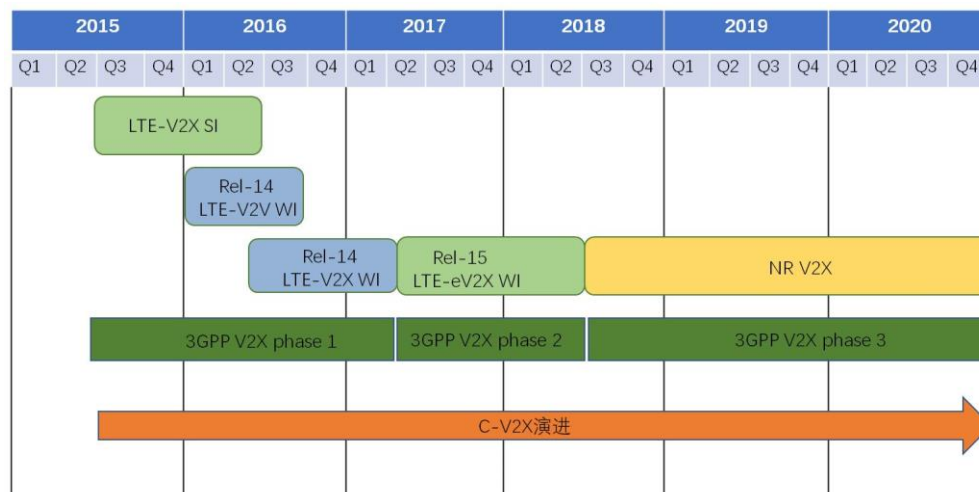 2015 2016 2017 2018 2019 2020
Q1 Q2 Q3 Q4 Q1 Q2 Q3 Q4 Q1 Q2 Q3 Q4 Q1 Q2 Q3 Q4 Q1 Q2 Q3 Q4 Q1 Q2 Q3 Q4
LTE-V2X SI
Rel-14
LTE-V2V WI
Rel-14
LTE-V2X WI
Rel-15
LTE-eV2X WI
NR V2X
3GPP V2X phase 1 3GPP V2X phase 2 3GPP V2X phase 3
C-V2X演进